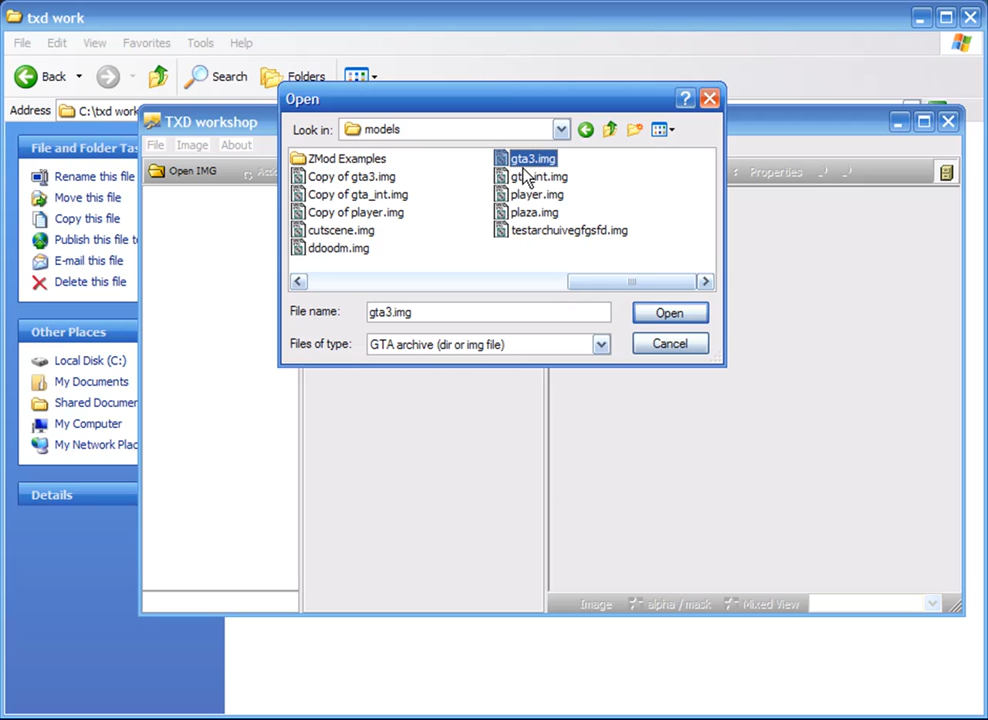 txd work
File Edit View Favorites Tools Help
Back Search Folders
Address C:\txd work
Open
TXD workshop
Look in: models
File Image About
File and Folder Tas
Open IMG
Properties
Rename this file
Move this file
Copy this file
Publish this file to
E-mail this file
Delete this file
ZMod Examples
Copy of gta3.img
Copy of gta_int.img
Copy of player.img
cutscene.img
ddoodm.img
gta3.img
gta_int.img
player.img
plaza.img
testarchuivegfgsfd.img
File name: gta3.img
Open
Files of type: GTA archive (dir or img file)
Cancel
Other Places
Local Disk (C:)
My Documents
Shared Documen
My Computer
My Network Plac
Details
Image alpha / mask Mixed View